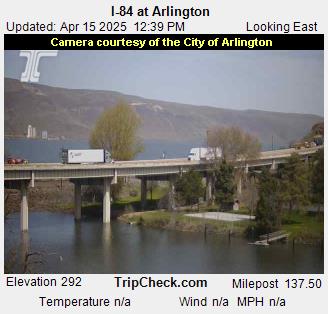 I-84 at Arlington
Updated: Apr 15 2025 12:39 PM Looking East
Camera courtesy of the City of Arlington
Elevation 292 TripCheck.com Milepost 137.50
Temperature n/a Wind n/a MPH n/a